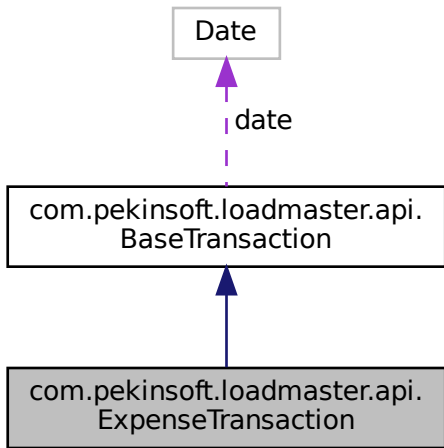 Date
date
com.pekinsoft.loadmaster.api.
BaseTransaction
com.pekinsoft.loadmaster.api.
ExpenseTransaction